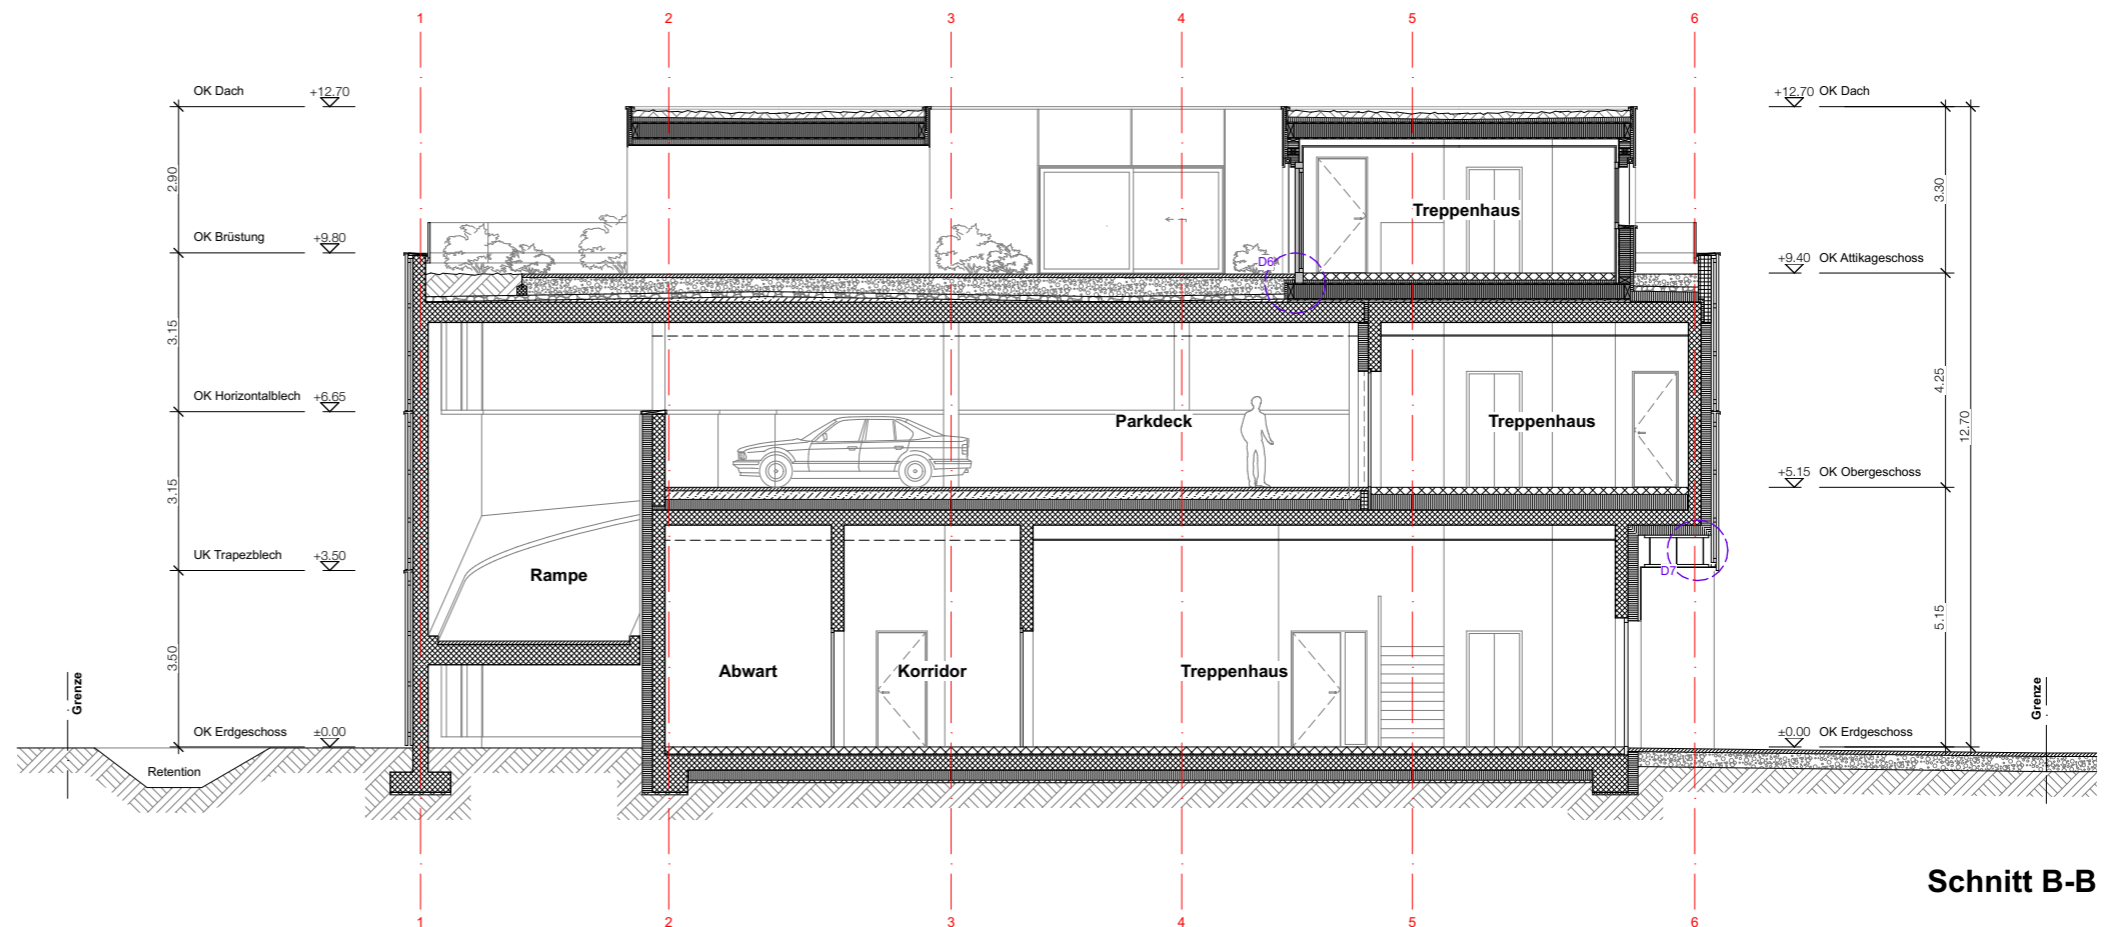 1 2 3 4 5 6
OK Dach +12.70
+12.70 OK Dach
2.90
3.30
Treppenhaus
OK Brüstung +9.80
D6
+9.40 OK Attikageschoss
3.15
4.25
12.70
OK Horizontalblech +6.65
Parkdeck
Treppenhaus
+5.15 OK Obergeschoss
3.15
UK Trapezblech +3.50
Rampe
D7
5.15
3.50
Abwart
Korridor
Treppenhaus
Grenze
Grenze
OK Erdgeschoss ±0.00
±0.00 OK Erdgeschoss
Retention
Schnitt B-B
1 2 3 4 5 6